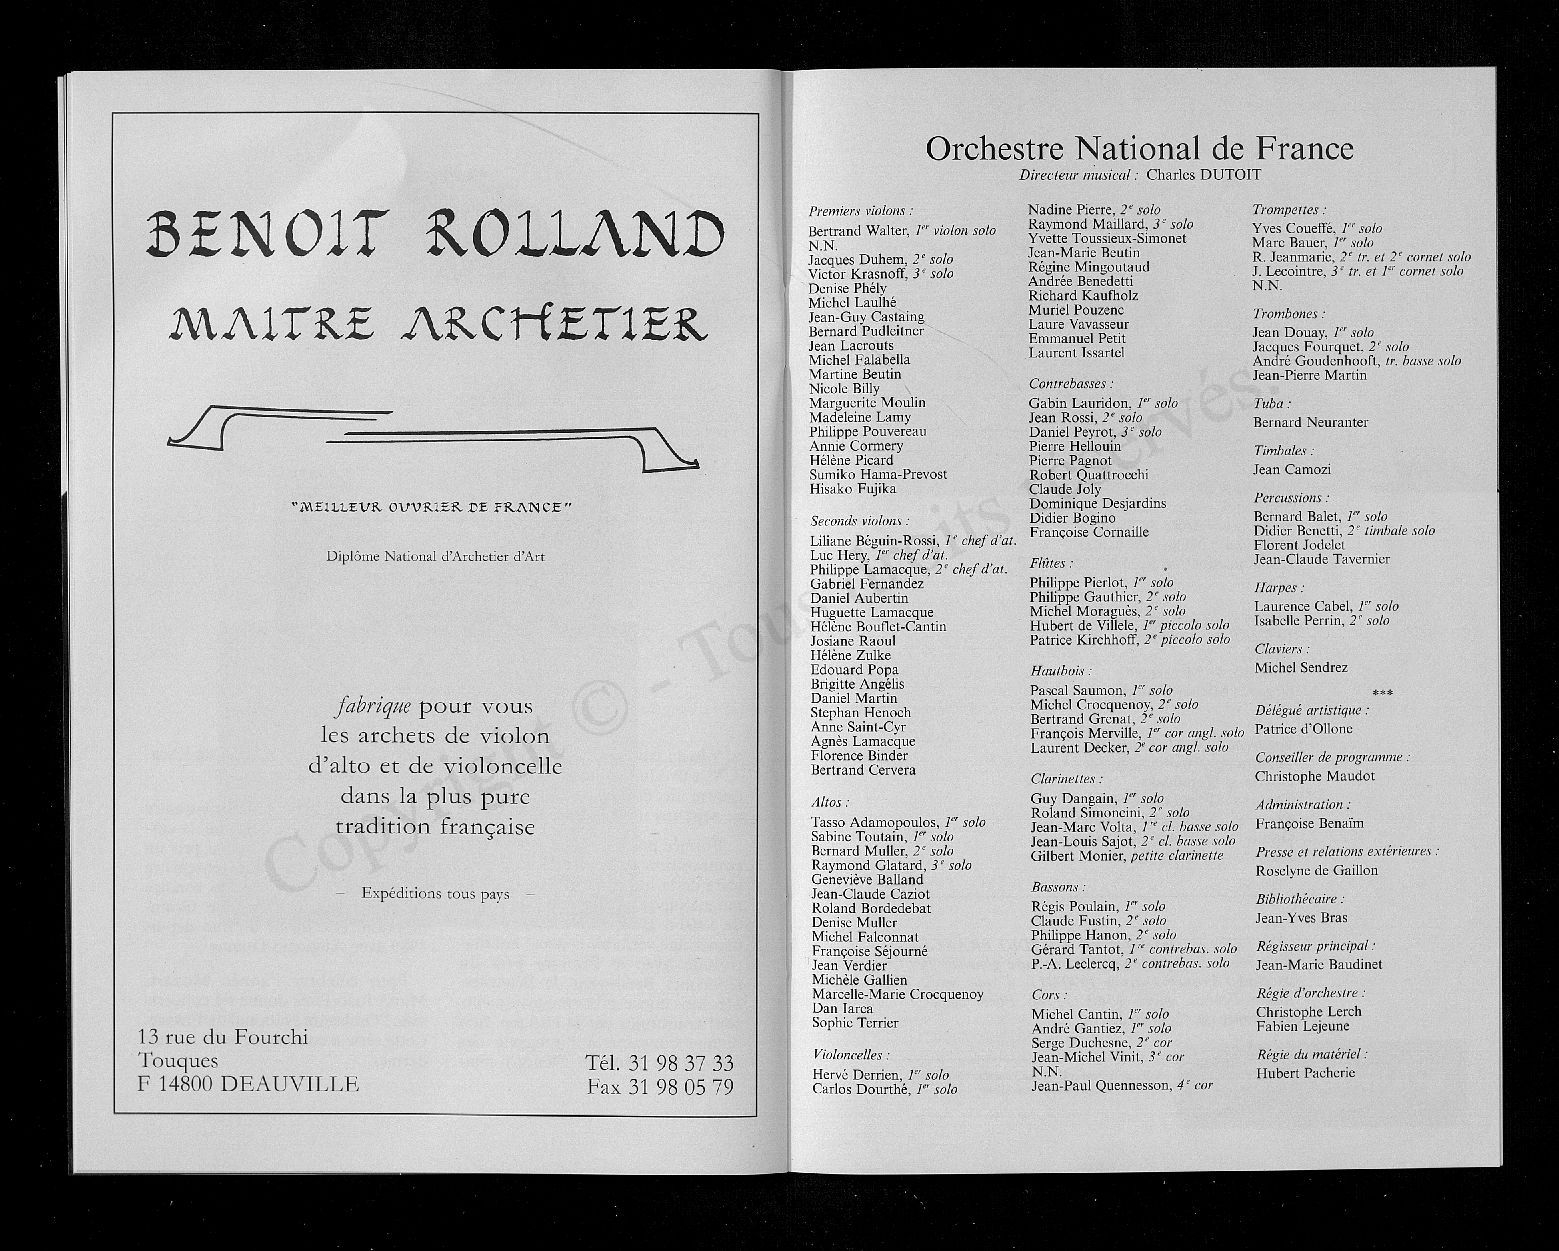 BENOIT ROLLAND
MAITRE ARCHETIER
"MEILLEUR OUVRIER DE FRANCE"
Diplôme National d'Archetier d'Art
fabrique pour vous
les archets de violon
d'alto et de violoncelle
dans la plus pure
tradition française
– Expéditions tous pays –
13 rue du Fourchi
Touques
F 14800 DEAUVILLE
Tél. 31 98 37 33
Fax 31 98 05 79
Orchestre National de France
Directeur musical : Charles DUTOIT
Premiers violons :
Bertrand Walter, 1er violon solo
N.N.
Jacques Duhem, 2e solo
Victor Krasnoff, 3e solo
Denise Phély
Michel Laulhé
Jean-Guy Castaing
Bernard Pudleitner
Jean Lacrouts
Michel Falabella
Martine Beutin
Nicole Billy
Marguerite Moulin
Madeleine Lamy
Philippe Pouvereau
Annie Cormery
Hélène Picard
Sumiko Hama-Prevost
Hisako Fujika
Seconds violons :
Liliane Béguin-Rossi, 1e chef d'at.
Luc Hery, 1er chef d'at.
Philippe Lamacque, 2e chef d'at.
Gabriel Fernandez
Daniel Aubertin
Huguette Lamacque
Hélène Bouflet-Cantin
Josiane Raoul
Hélène Zulke
Edouard Popa
Brigitte Angélis
Daniel Martin
Stephan Henoch
Anne Saint-Cyr
Agnès Lamacque
Florence Binder
Bertrand Cervera
Altos :
Tasso Adamopoulos, 1er solo
Sabine Toutain, 1er solo
Bernard Muller, 2e solo
Raymond Glatard, 3e solo
Geneviève Balland
Jean-Claude Caziot
Roland Bordedebat
Denise Muller
Michel Falconnat
Françoise Séjourné
Jean Verdier
Michèle Gallien
Marcelle-Marie Crocquenoy
Dan Iarca
Sophie Terrier
Violoncelles :
Hervé Derrien, 1er solo
Carlos Dourthé, 1er solo
Nadine Pierre, 2e solo
Raymond Maillard, 3e solo
Yvette Toussieux-Simonet
Jean-Marie Beutin
Régine Mingoutaud
Andrée Benedetti
Richard Kaufholz
Muriel Pouzenc
Laure Vavasseur
Emmanuel Petit
Laurent Issartel
Contrebasses :
Gabin Lauridon, 1er solo
Jean Rossi, 2e solo
Daniel Peyrot, 3e solo
Pierre Hellouin
Pierre Pagnot
Robert Quattrocchi
Claude Joly
Dominique Desjardins
Didier Bogino
Françoise Cornaille
Flûtes :
Philippe Pierlot, 1er solo
Philippe Gauthier, 2e solo
Michel Moraguès, 2e solo
Hubert de Villele, 1er piccolo solo
Patrice Kirchhoff, 2e piccolo solo
Hautbois :
Pascal Saumon, 1er solo
Michel Crocquenoy, 2e solo
Bertrand Grenat, 2e solo
François Merville, 1er cor angl. solo
Laurent Decker, 2e cor angl. solo
Clarinettes :
Guy Dangain, 1er solo
Roland Simoncini, 2e solo
Jean-Marc Volta, 1re cl. basse solo
Jean-Louis Sajot, 2e cl. basse solo
Gilbert Monier, petite clarinette
Bassons :
Régis Poulain, 1er solo
Claude Fustin, 2e solo
Philippe Hanon, 2e solo
Gérard Tantot, 1re contrebas. solo
P.-A. Leclercq, 2e contrebas. solo
Cors :
Michel Cantin, 1er solo
André Gantiez, 1er solo
Serge Duchesne, 2e cor
Jean-Michel Vinit, 3e cor
N.N.
Jean-Paul Quennesson, 4e cor
Trompettes :
Yves Coueffé, 1er solo
Marc Bauer, 1er solo
R. Jeanmarie, 2e tr. et 2e cornet solo
J. Lecointre, 3e tr. et 1er cornet solo
N.N.
Trombones :
Jean Douay, 1er solo
Jacques Fourquet, 2e solo
André Goudenhooft, tr. basse solo
Jean-Pierre Martin
Tuba :
Bernard Neuranter
Timbales :
Jean Camozi
Percussions :
Bernard Balet, 1er solo
Didier Benetti, 2e timbale solo
Florent Jodelet
Jean-Claude Tavernier
Harpes :
Laurence Cabel, 1er solo
Isabelle Perrin, 2e solo
Claviers :
Michel Sendrez
***
Délégué artistique :
Patrice d'Ollone
Conseiller de programme :
Christophe Maudot
Administration :
Françoise Benaïm
Presse et relations extérieures :
Roselyne de Gaillon
Bibliothécaire :
Jean-Yves Bras
Régisseur principal :
Jean-Marie Baudinet
Régie d'orchestre :
Christophe Lerch
Fabien Lejeune
Régie du matériel :
Hubert Pacherie
Copyright © - Tous droits réservés.